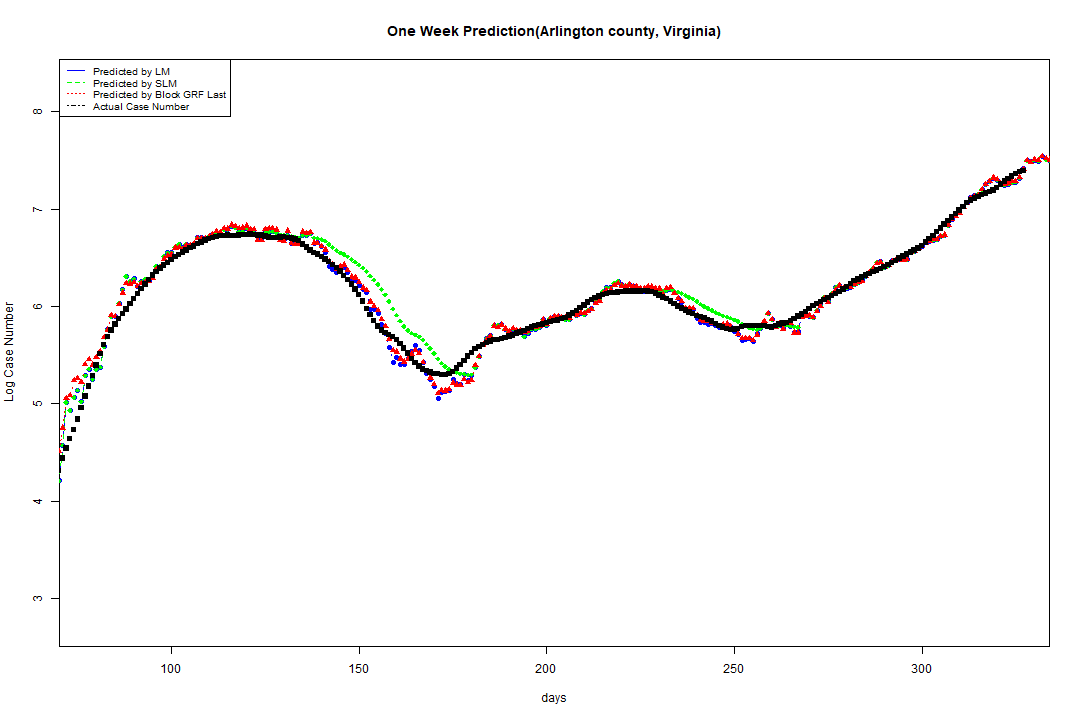 One Week Prediction(Arlington county, Virginia)
Predicted by LM
Predicted by SLM
Predicted by Block GRF Last
Actual Case Number
8
7
6
5
4
3
Log Case Number
100 150 200 250 300
days